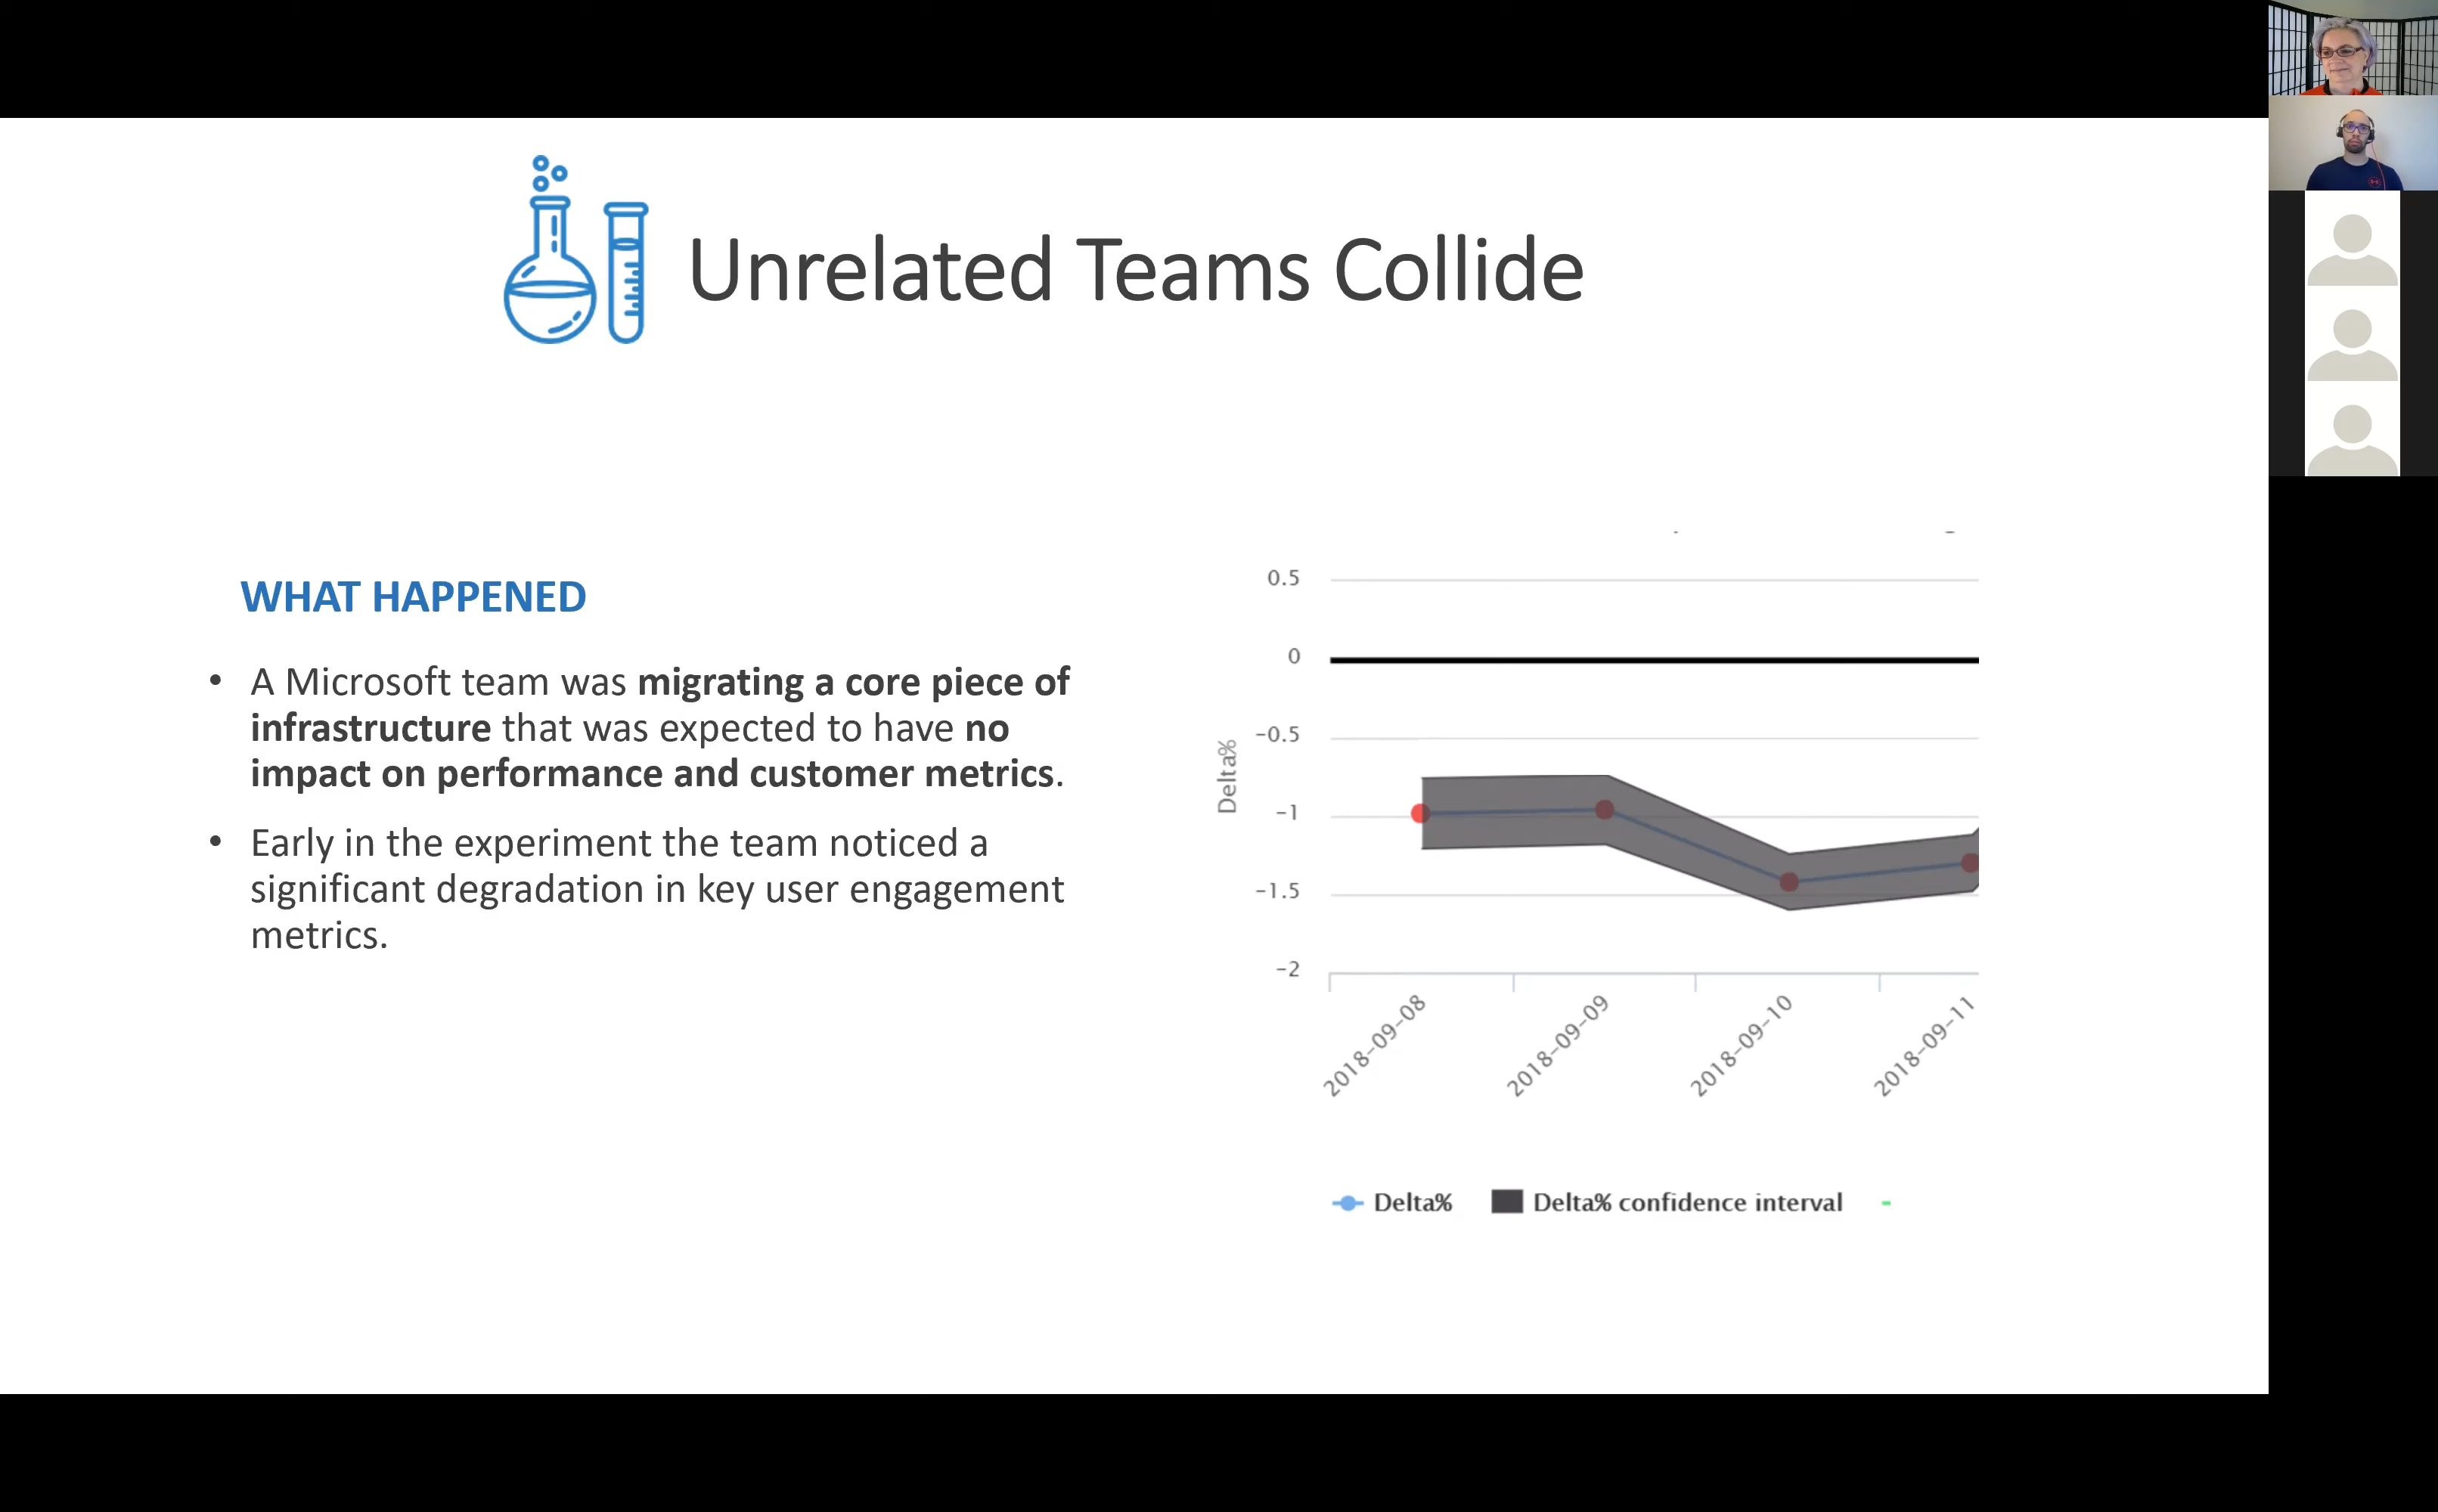 Unrelated Teams Collide
WHAT HAPPENED
• A Microsoft team was migrating a core piece of
infrastructure that was expected to have no
impact on performance and customer metrics.
• Early in the experiment the team noticed a
significant degradation in key user engagement
metrics.
0.5
0
-0.5
-1
-1.5
-2
Delta%
2018-09-08
2018-09-09
2018-09-10
2018-09-11
Delta%
Delta% confidence interval